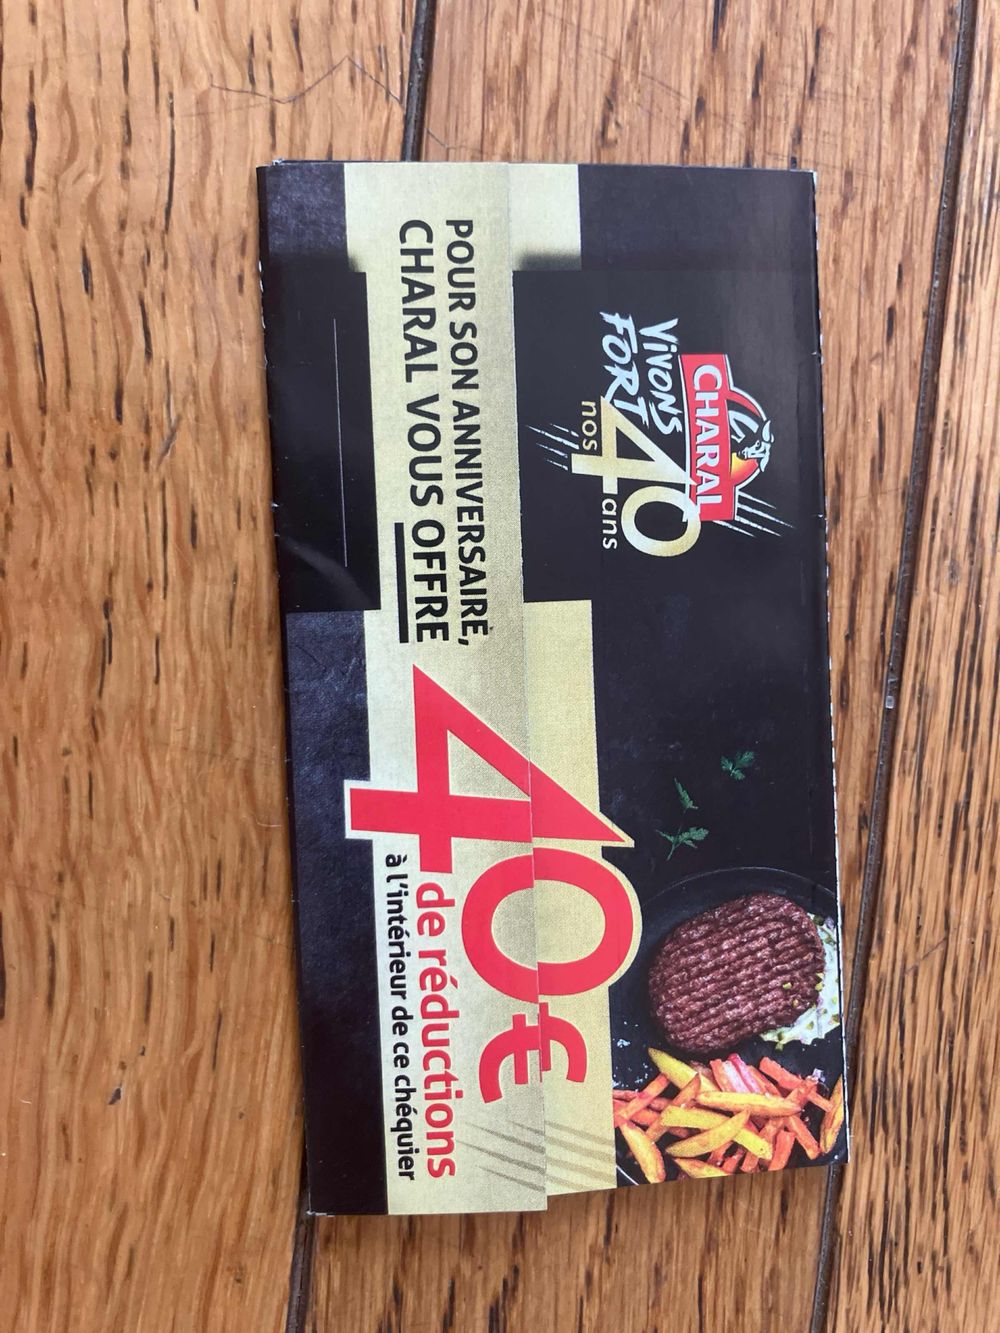 CHARAL
VIVONS
FORT
nos 40 ans
POUR SON ANNIVERSAIRE,
CHARAL VOUS OFFRE
40€
de réductions
à l'intérieur de ce chéquier